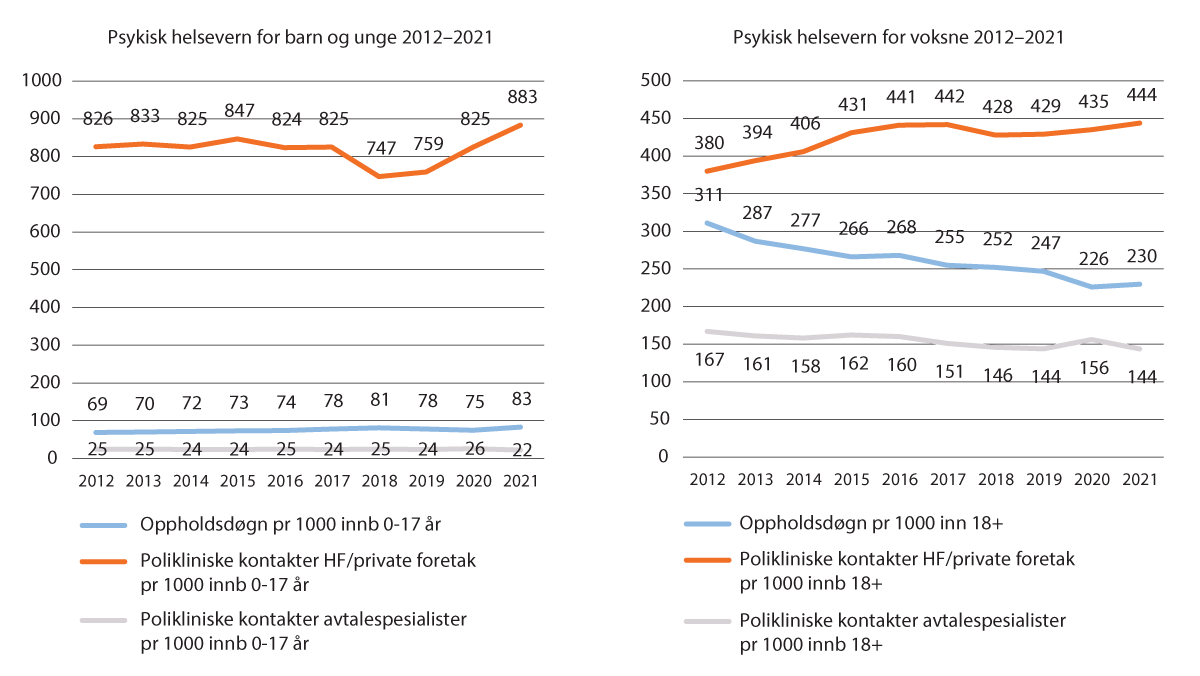 Psykisk helsevern for barn og unge 2012–2021
1000
900
800
700
600
500
400
300
200
100
0
826 833 825 847 824 825 747 759 825 883
69 70 72 73 74 78 81 78 75 83
25 25 24 24 25 24 25 24 26 22
2012 2013 2014 2015 2016 2017 2018 2019 2020 2021
Oppholdsdøgn pr 1000 innb 0-17 år
Polikliniske kontakter HF/private foretak
pr 1000 innb 0-17 år
Polikliniske kontakter avtalespesialister
pr 1000 innb 0-17 år
Psykisk helsevern for voksne 2012–2021
500
450
400
350
300
250
200
150
100
50
0
380 394 406 431 441 442 428 429 435 444
311 287 277 266 268 255 252 247 226 230
167 161 158 162 160 151 146 144 156 144
2012 2013 2014 2015 2016 2017 2018 2019 2020 2021
Oppholdsdøgn pr 1000 inn 18+
Polikliniske kontakter HF/private foretak
pr 1000 innb 18+
Polikliniske kontakter avtalespesialister
pr 1000 innb 18+